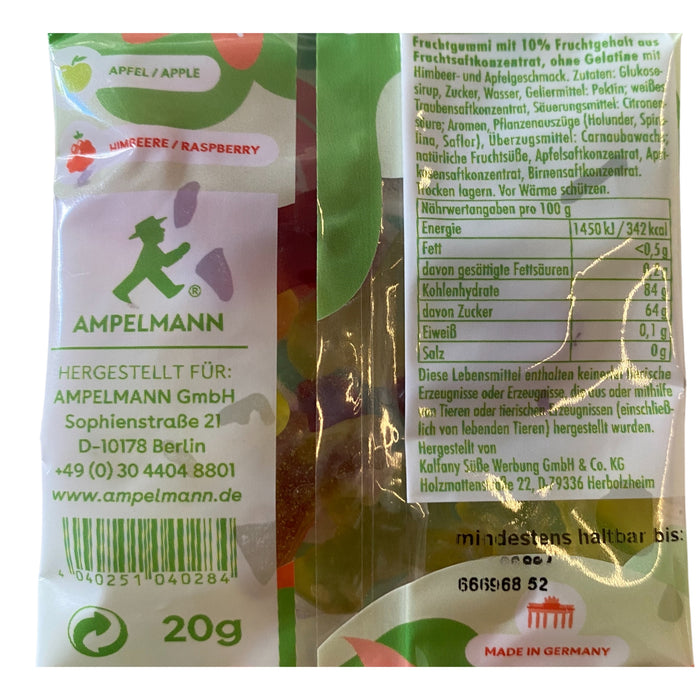 APFEL / APPLE
HIMBEERE / RASPBERRY
®
AMPELMANN
HERGESTELLT FÜR:
AMPELMANN GmbH
Sophienstraße 21
D-10178 Berlin
+49 (0) 30 4404 8801
www.ampelmann.de
4 040251 040284
20g
Fruchtgummi mit 10% Fruchtgehalt aus
Fruchtsaftkonzentrat, ohne Gelatine mit
Himbeer- und Apfelgeschmack. Zutaten: Glukose-
sirup, Zucker, Wasser, Geliermittel: Pektin; weißes
Traubensaftkonzentrat, Säuerungsmittel: Citronen-
säure; Aromen, Pflanzenauszüge (Holunder, Spiru-
lina, Saflor), Überzugsmittel: Carnaubawachs;
natürliche Fruchtsüße, Apfelsaftkonzentrat, Apri-
kosensaftkonzentrat, Birnensaftkonzentrat.
Trocken lagern. Vor Wärme schützen.
Nährwertangaben pro 100 g
Energie 1450 kJ / 342 kcal
Fett <0,5g
davon gesättigte Fettsäuren
Kohlenhydrate 84 g
davon Zucker 64g
Eiweiß 0,1 g
Salz 0g
Diese Lebensmittel enthalten keinerlei tierische
Erzeugnisse oder Erzeugnisse, die aus oder mithilfe
von Tieren oder tierischen Erzeugnissen (einschließ-
lich von lebenden Tieren) hergestellt wurden.
Hergestellt von
Kalfany Süße Werbung GmbH & Co. KG
Holzmattenstraße 22, D-79336 Herbolzheim
mindestens haltbar bis:
666968 52
MADE IN GERMANY